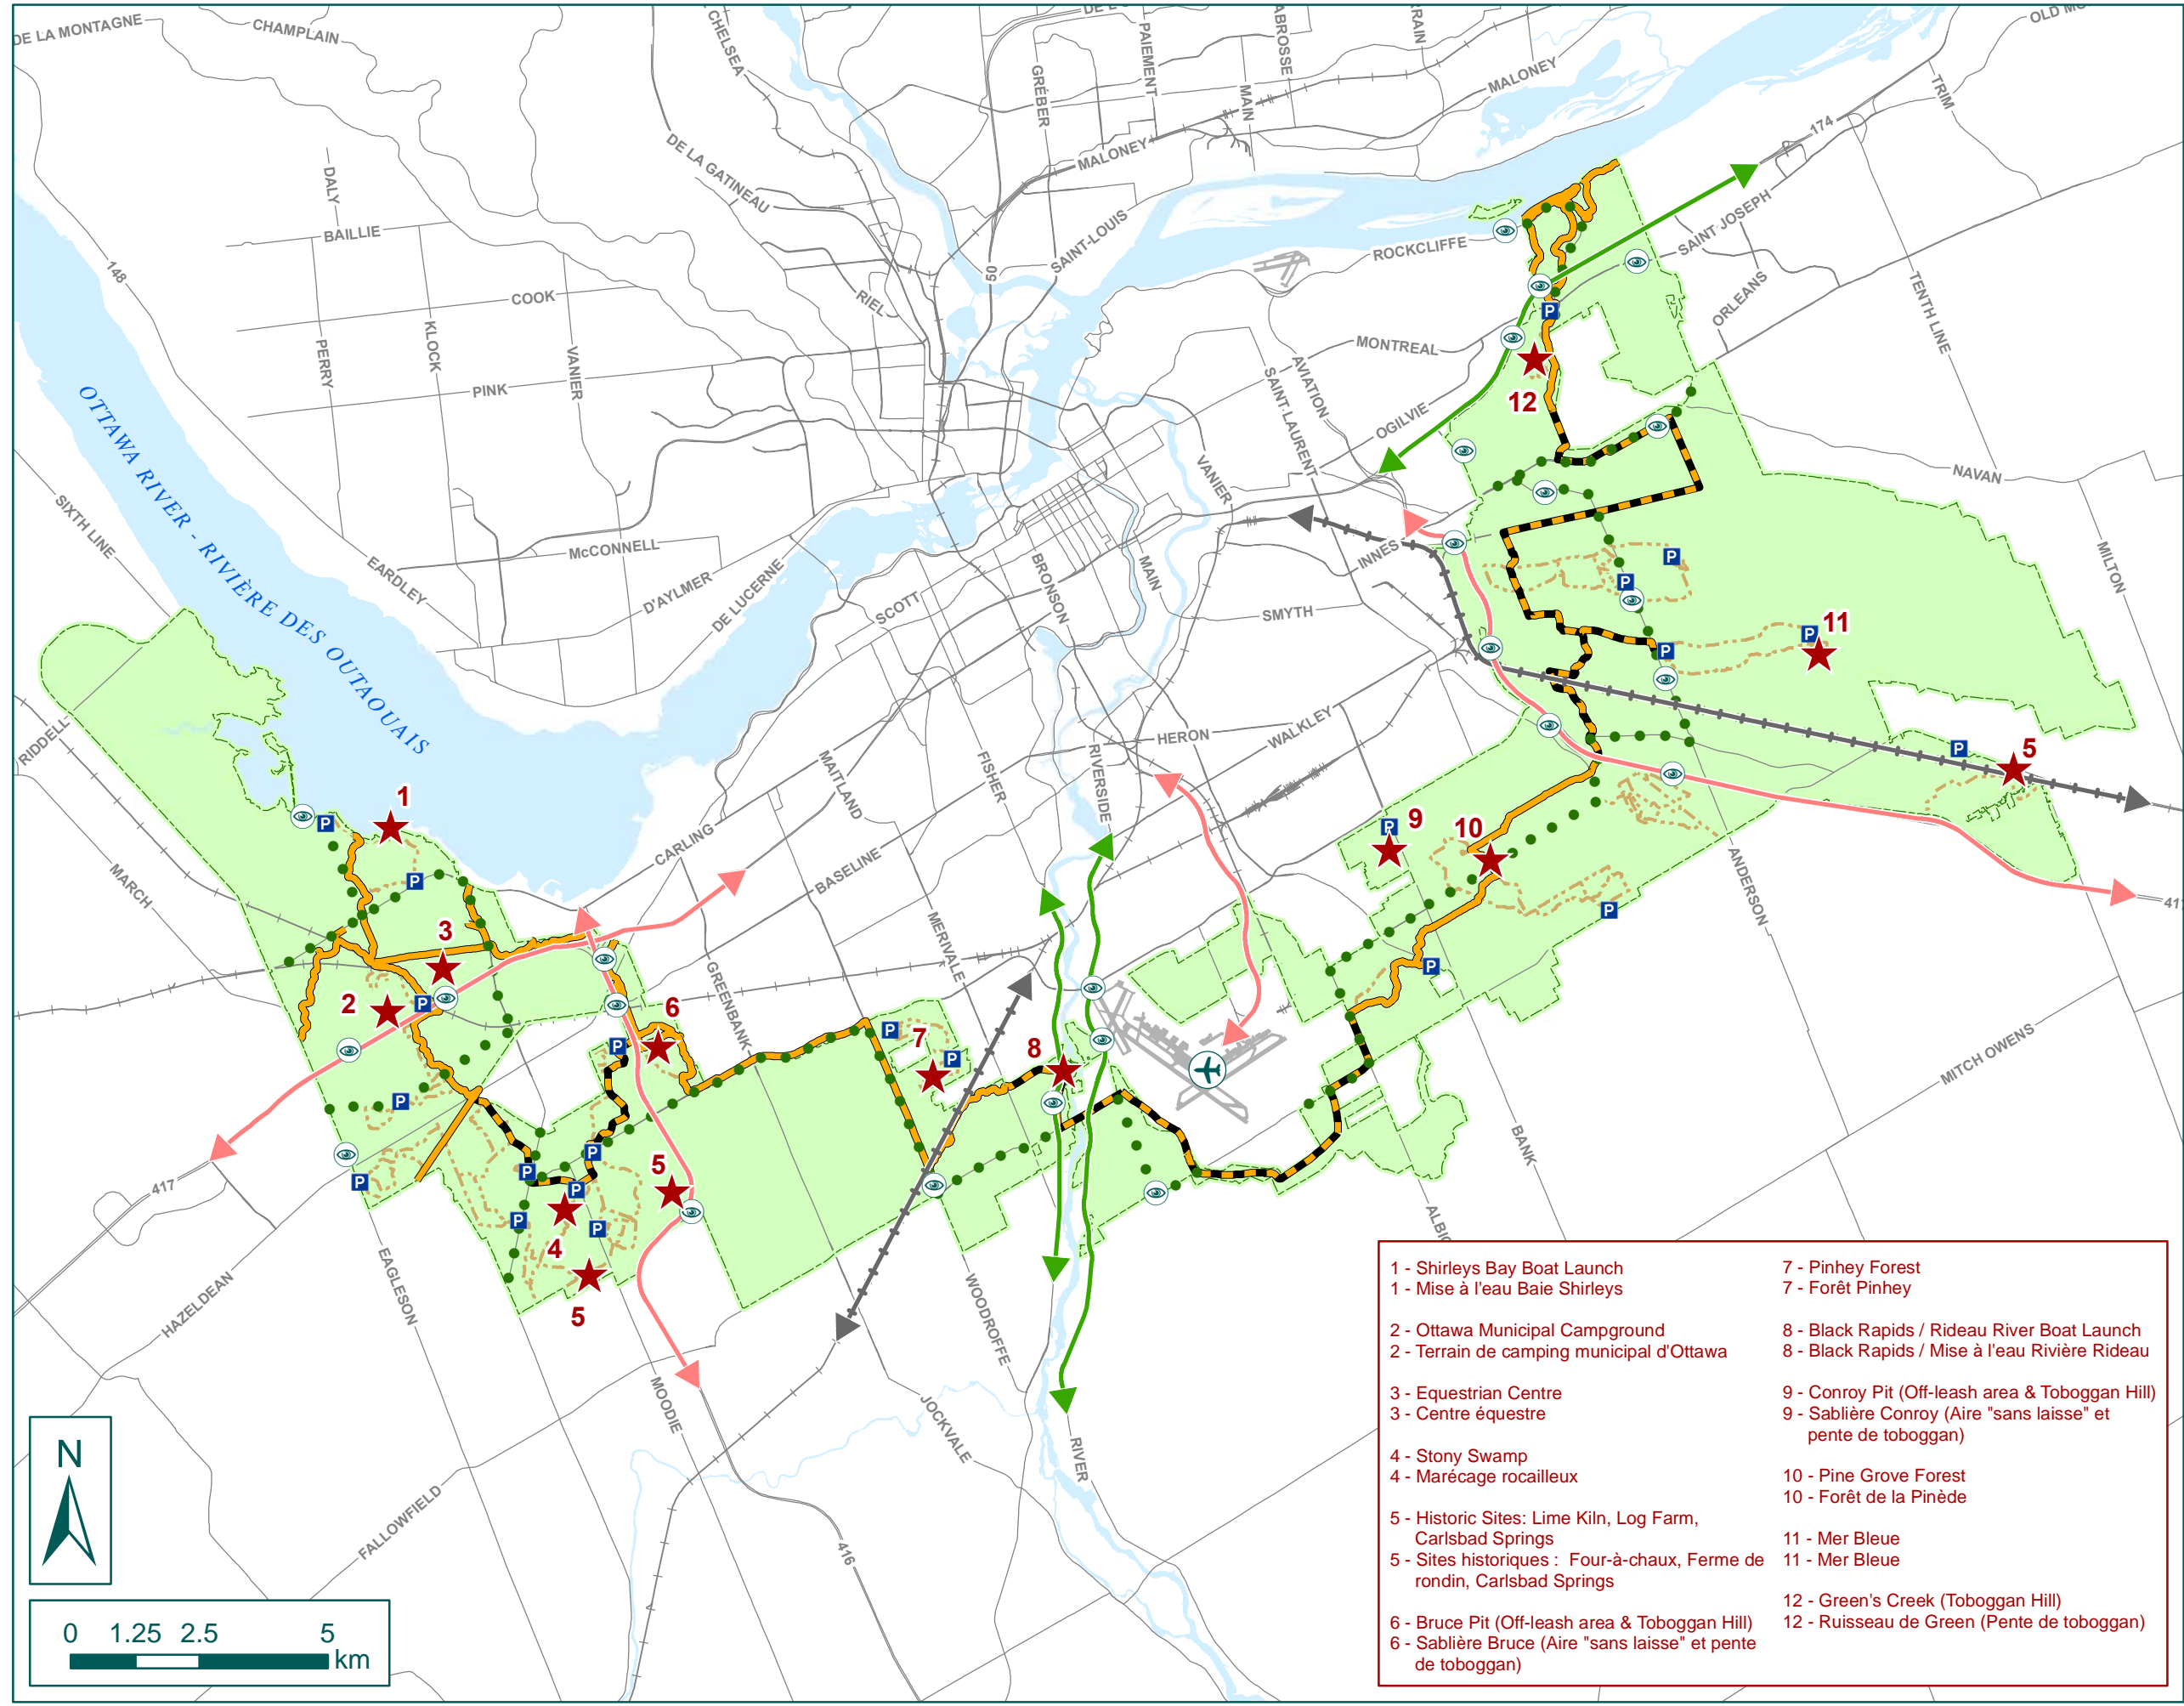 DE LA MONTAGNE
CHAMPLAIN
CHELSEA
GRÉBER
PAIEMENT
MAIN
MALONEY
174
TRIM
DE LA GATINEAU
MALONEY
DALY
BAILLIE
148
SAINT-LOUIS
50
ROCKCLIFFE
SAINT JOSEPH
COOK
RIEL
ORLEANS
TENTH LINE
KLOCK
PERRY
VANIER
PINK
MONTREAL
AVIATION
SAINT-LAURENT
OGILVIE
12
OTTAWA RIVER - RIVIÈRE DES OUTAOUAIS
SIXTH LINE
VANIER
NAVAN
McCONNELL
EARDLEY
D'AYLMER
DE LUCERNE
SCOTT
BRONSON
MAIN
INNES
SMYTH
MILTON
P
P
P
P
P
11
RIDDELL
HERON
WALKLEY
RIVERSIDE
FISHER
MAITLAND
P
5
1
P
MARCH
CARLING
BASELINE
P
9
10
P
ANDERSON
417
P
3
MERIVALE
GREENBANK
2
P
6
P
P
P
7
P
8
P
MITCH OWENS
P
BANK
P
P
P
P
5
P
P
4
5
417
HAZELDEAN
EAGLESON
MOODIE
WOODROFFE
JOCKVALE
RIVER
FALLOWFIELD
416
N
0 1.25 2.5 5
km
1 - Shirleys Bay Boat Launch
1 - Mise à l'eau Baie Shirleys
2 - Ottawa Municipal Campground
2 - Terrain de camping municipal d'Ottawa
3 - Equestrian Centre
3 - Centre équestre
4 - Stony Swamp
4 - Marécage rocailleux
5 - Historic Sites: Lime Kiln, Log Farm,
Carlsbad Springs
5 - Sites historiques : Four-à-chaux, Ferme de
rondin, Carlsbad Springs
6 - Bruce Pit (Off-leash area & Toboggan Hill)
6 - Sablière Bruce (Aire "sans laisse" et pente
de toboggan)
7 - Pinhey Forest
7 - Forêt Pinhey
8 - Black Rapids / Rideau River Boat Launch
8 - Black Rapids / Mise à l'eau Rivière Rideau
9 - Conroy Pit (Off-leash area & Toboggan Hill)
9 - Sablière Conroy (Aire "sans laisse" et
pente de toboggan)
10 - Pine Grove Forest
10 - Forêt de la Pinède
11 - Mer Bleue
11 - Mer Bleue
12 - Green's Creek (Toboggan Hill)
12 - Ruisseau de Green (Pente de toboggan)